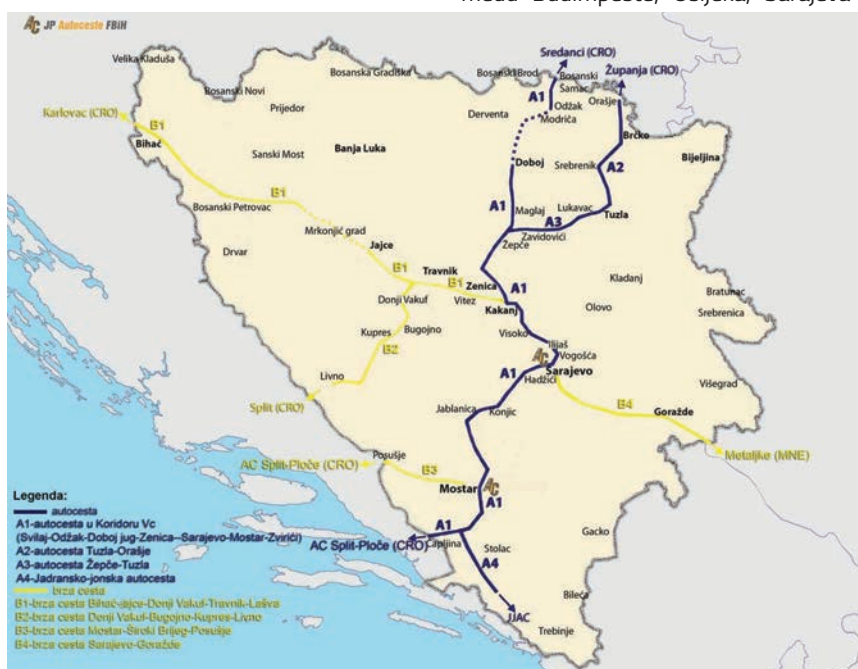 među Budimpešte, Osijeka, Sarajeva
JP Autoceste FBiH
Sredanci (CRO)
Velika Kladuša
Bosanska Gradiška
Bosanski Brod
Bosanski
Šamac
Županja (CRO)
Bosanski Novi
A1
Odžak
Orašje
Prijedor
Derventa
Modriča
Karlovac (CRO)
B1
Brčko
Bihać
Sanski Most
Banja Luka
Doboj
Srebrenik
A2
Bijeljina
B1
Bosanski Petrovac
A1
Maglaj
Lukavac
Tuzla
A3
Mrkonjić grad
Zavidovići
Žepče
Drvar
Jajce
B1
Travnik
Zenica
Kladanj
B1
A1
Donji Vakuf
Vitez
Kakanj
Olovo
Bratunac
Srebrenica
Kupres
Bugojno
Visoko
B2
Ilijaš
Vogošća
AC
Livno
A1
Sarajevo
Hadžići
Višegrad
Split (CRO)
Jablanica
Konjic
B4
Goražde
Metaljke (MNE)
Posušje
AC Split-Ploče (CRO)
B3
Mostar
AC
A1
Legenda:
autocesta
A1-autocesta u Koridoru Vc
(Svilaj-Odžak-Doboj jug-Zenica--Sarajevo-Mostar-Zvirići)
A2-autocesta Tuzla-Orašje
A3-autocesta Žepče-Tuzla
A4-Jadransko-jonska autocesta
brza cesta
B1-brza cesta Bihać-jajce-Donji Vakuf-Travnik-Lašva
B2-brza cesta Donji Vakuf-Bugojno-Kupres-Livno
B3-brza cesta Mostar-Široki Brijeg-Posušje
B4-brza cesta Sarajevo-Goražde
A1
AC Split-Ploče (CRO)
Čapljina
Stolac
Gacko
A4
Bileća
JJAC
Trebinje